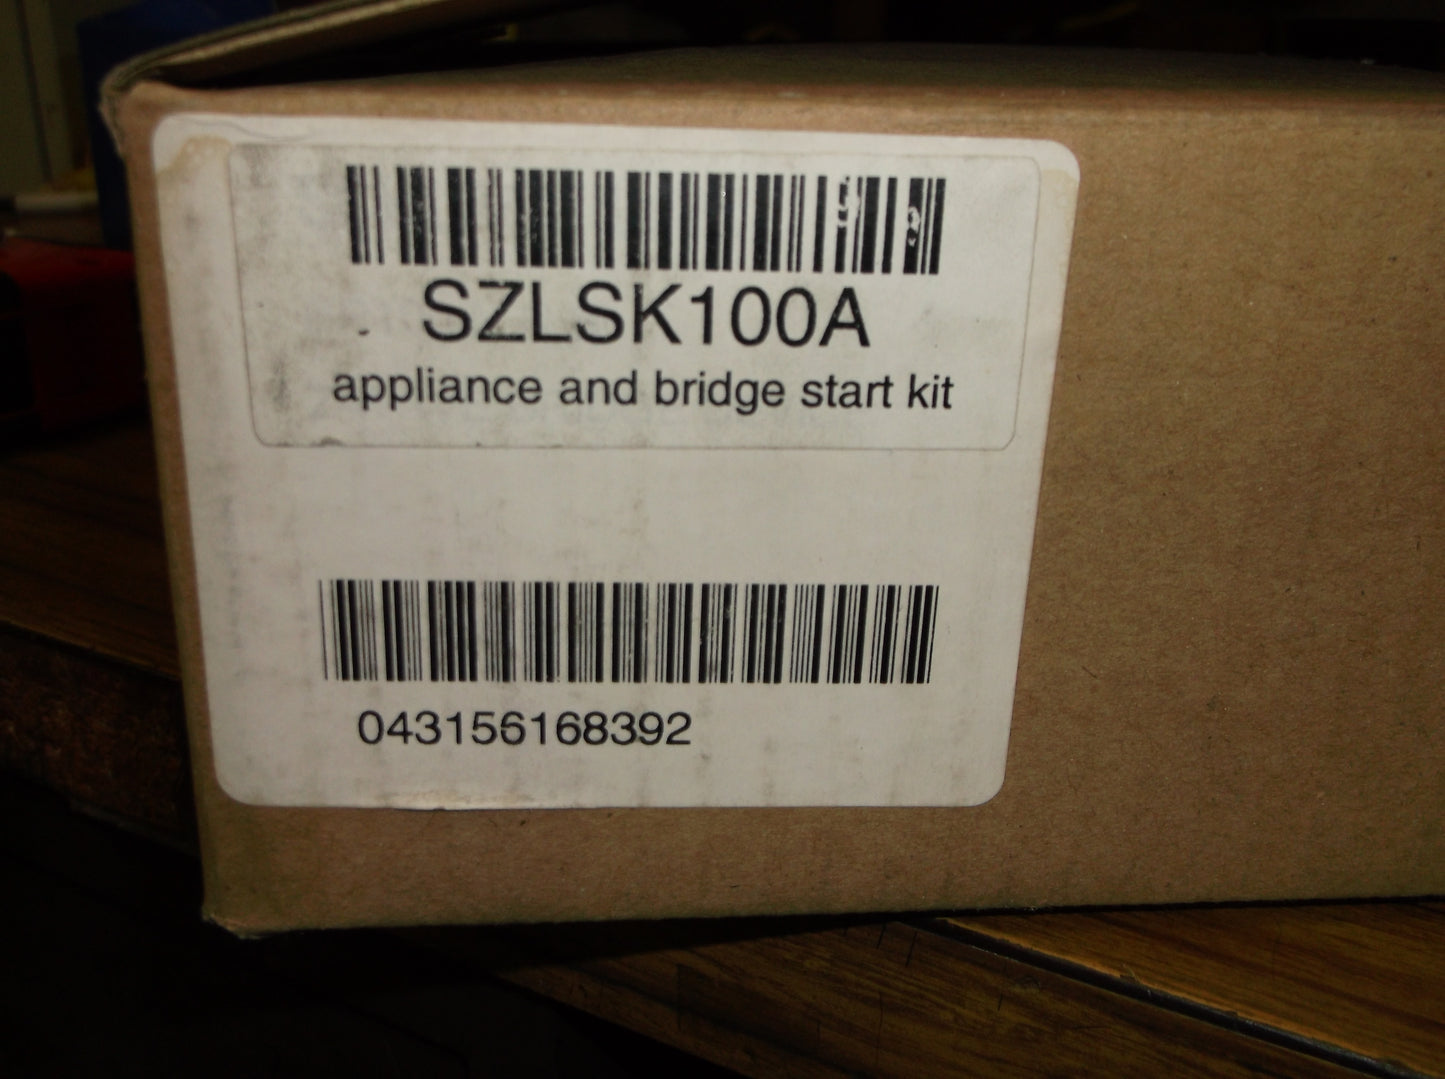 SZLSK100A
appliance and bridge start kit
043156168392